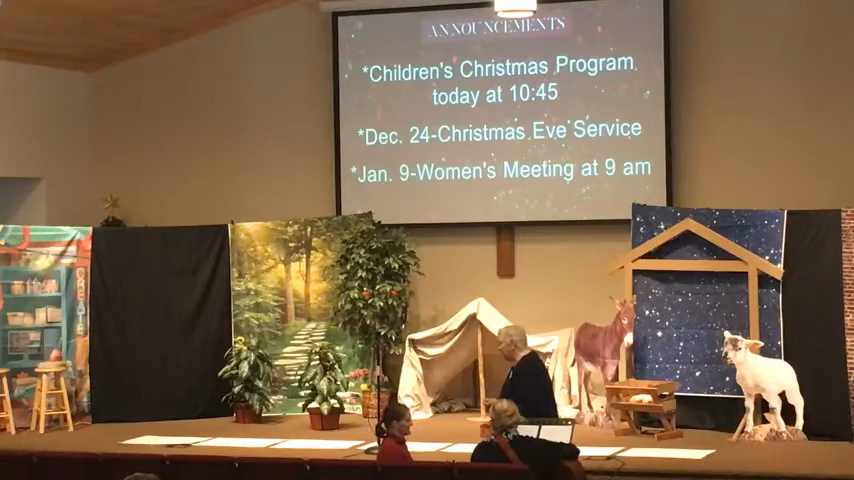 ANNOUNCEMENTS
*Children's Christmas Program
today at 10:45
*Dec. 24-Christmas Eve Service
*Jan. 9-Women's Meeting at 9 am
CREATE